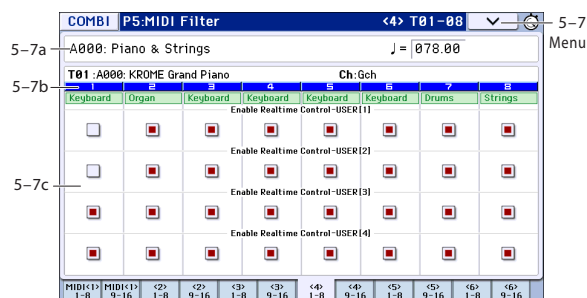 COMBI P5:MIDI Filter <4> T01-08
5-7
Menu
5-7a
A000: Piano & Strings ♩= 078.00
T01 :A000: KROME Grand Piano Ch:Gch
5-7b
1 2 3 4 5 6 7 8
Keyboard Organ Keyboard Keyboard Keyboard Keyboard Drums Strings
Enable Realtime Control-USER[1]
Enable Realtime Control-USER[2]
5-7c
Enable Realtime Control-USER[3]
Enable Realtime Control-USER[4]
MIDI<1> MIDI<1> <2> <2> <3> <3> <4> <4> <5> <5> <6> <6>
1-8 9-16 1-8 9-16 1-8 9-16 1-8 9-16 1-8 9-16 1-8 9-16